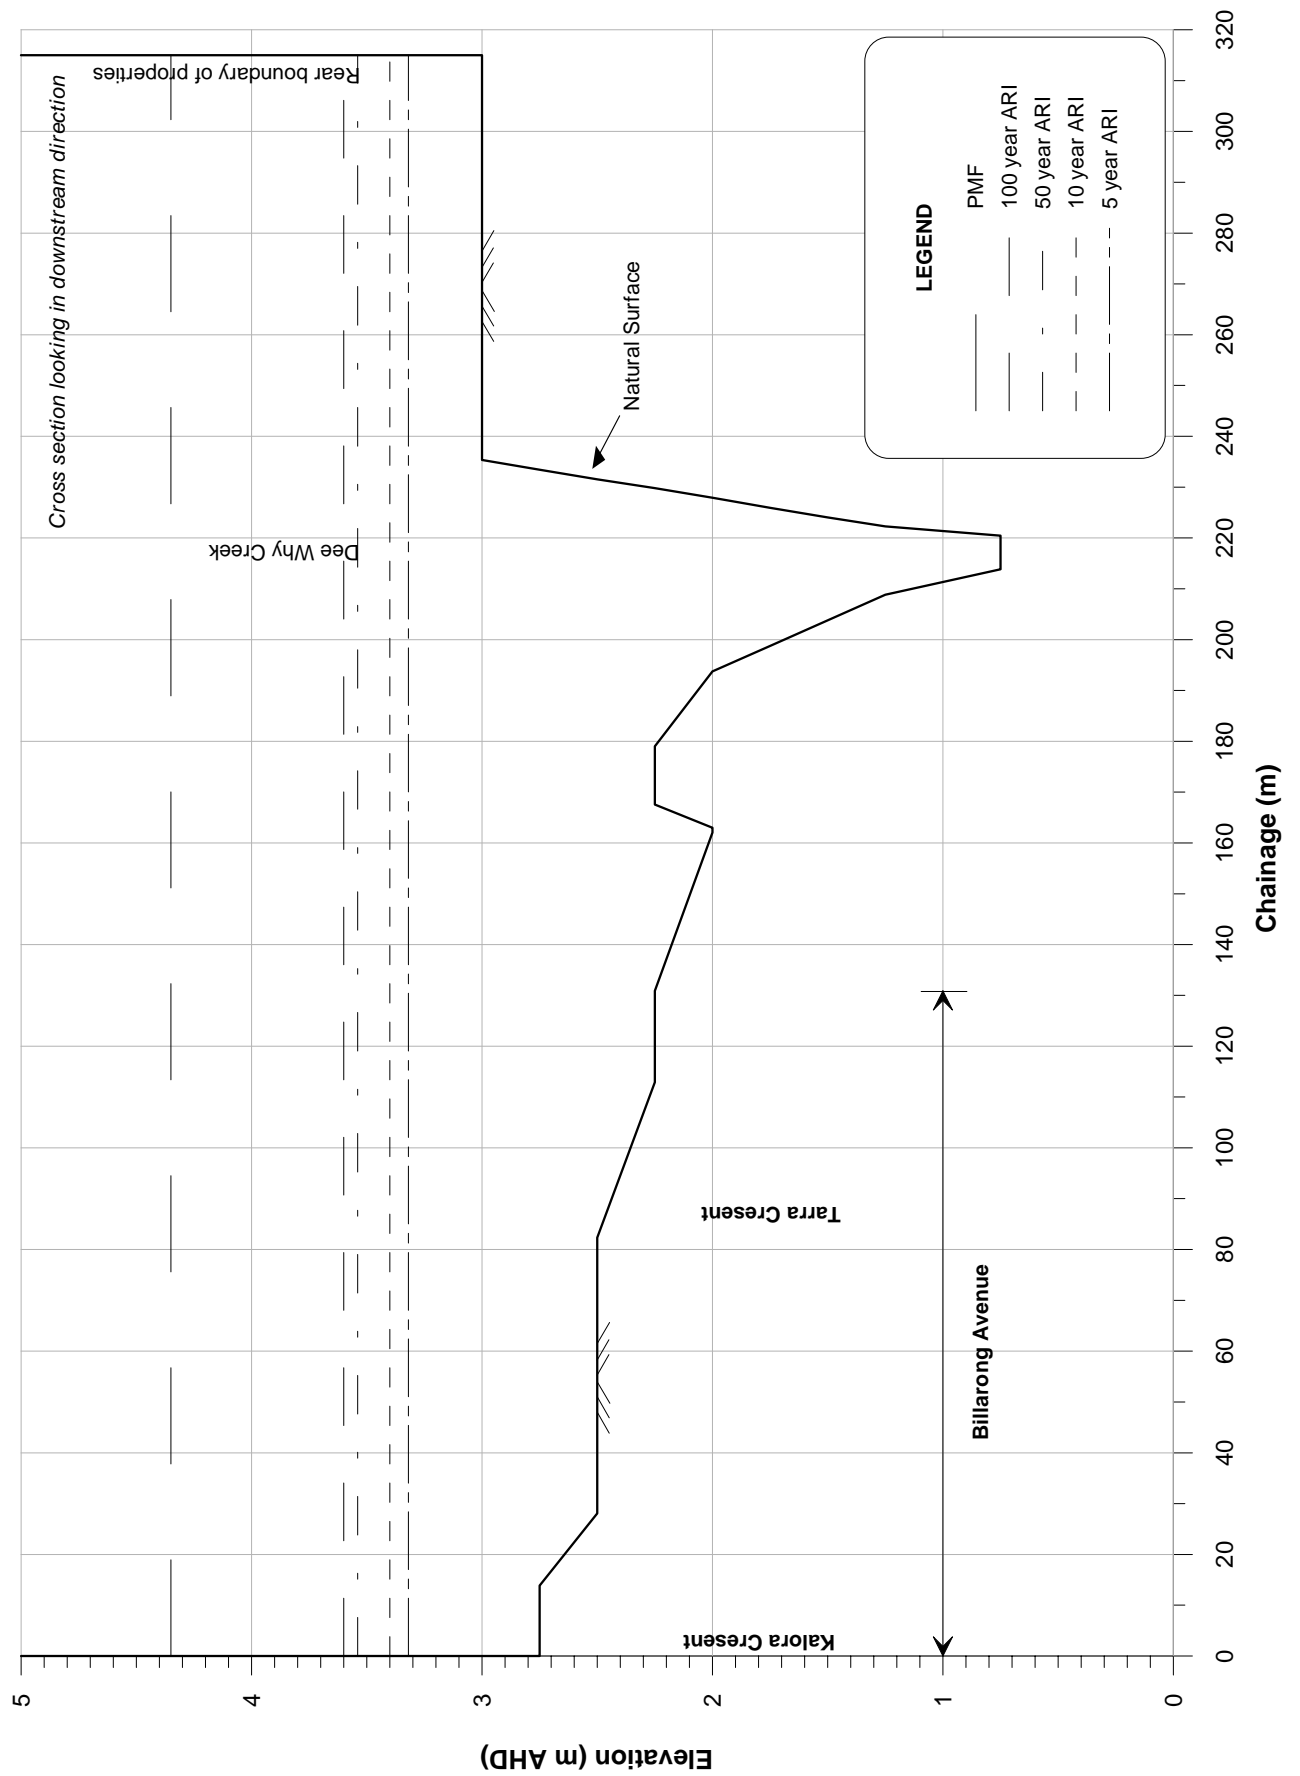 Cross section looking in downstream direction
Rear boundary of properties
Dee Why Creek
Natural Surface
Tarra Cresent
Kalora Cresent
Billarong Avenue
LEGEND
PMF
100 year ARI
50 year ARI
10 year ARI
5 year ARI
Elevation (m AHD)
5
4
3
2
1
0
0 20 40 60 80 100 120 140 160 180 200 220 240 260 280 300 320
Chainage (m)